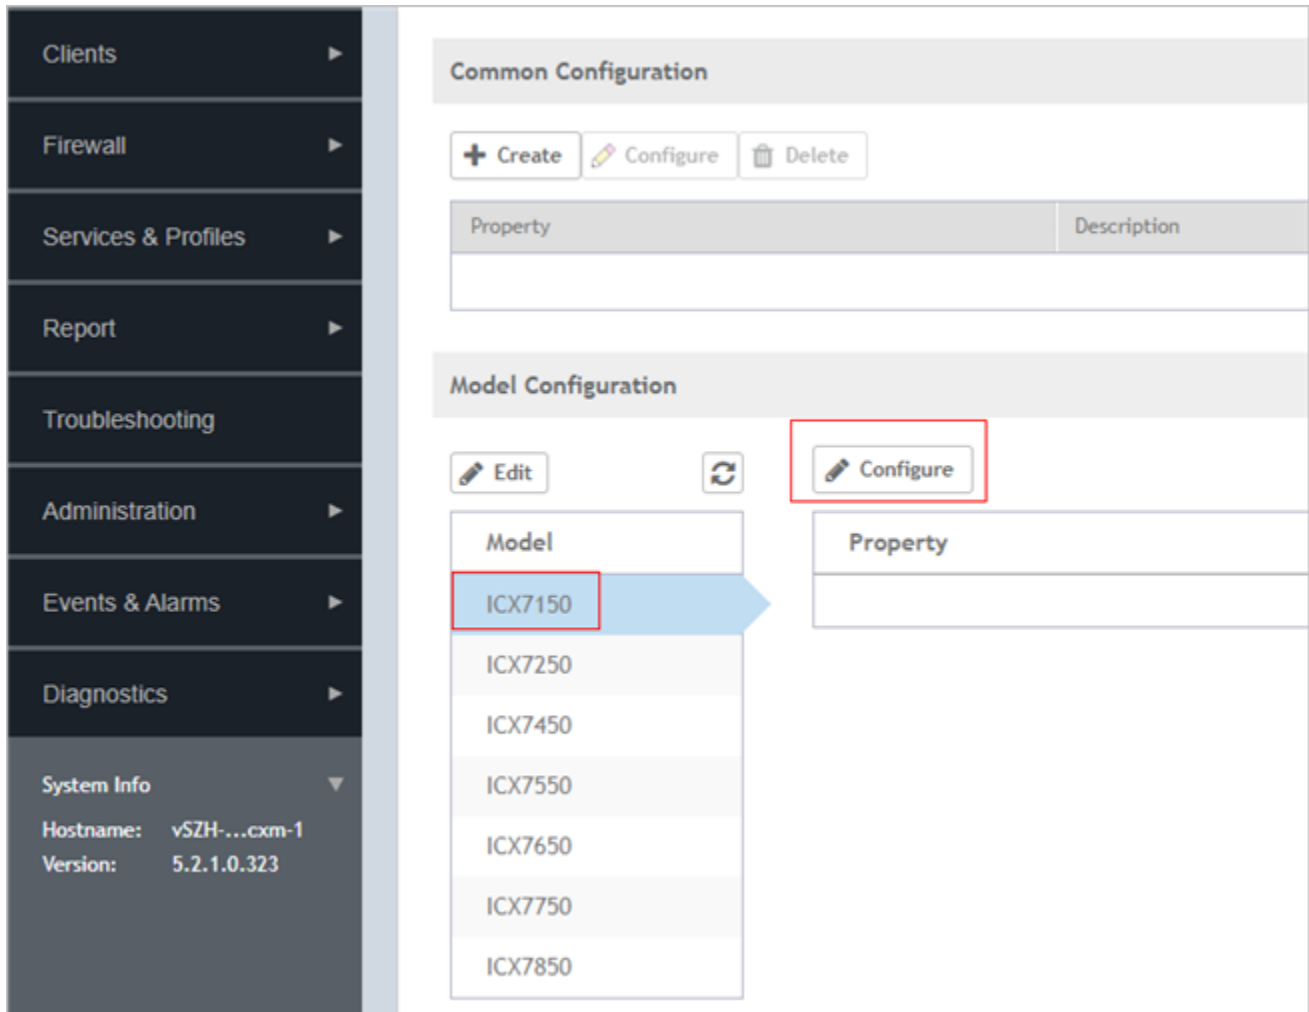 Clients
Firewall
Services & Profiles
Report
Troubleshooting
Administration
Events & Alarms
Diagnostics
System Info
Hostname: vSZH-...cxm-1
Version: 5.2.1.0.323
Common Configuration
Create Configure Delete
Property Description
Model Configuration
Edit Configure
Model Property
ICX7150
ICX7250
ICX7450
ICX7550
ICX7650
ICX7750
ICX7850